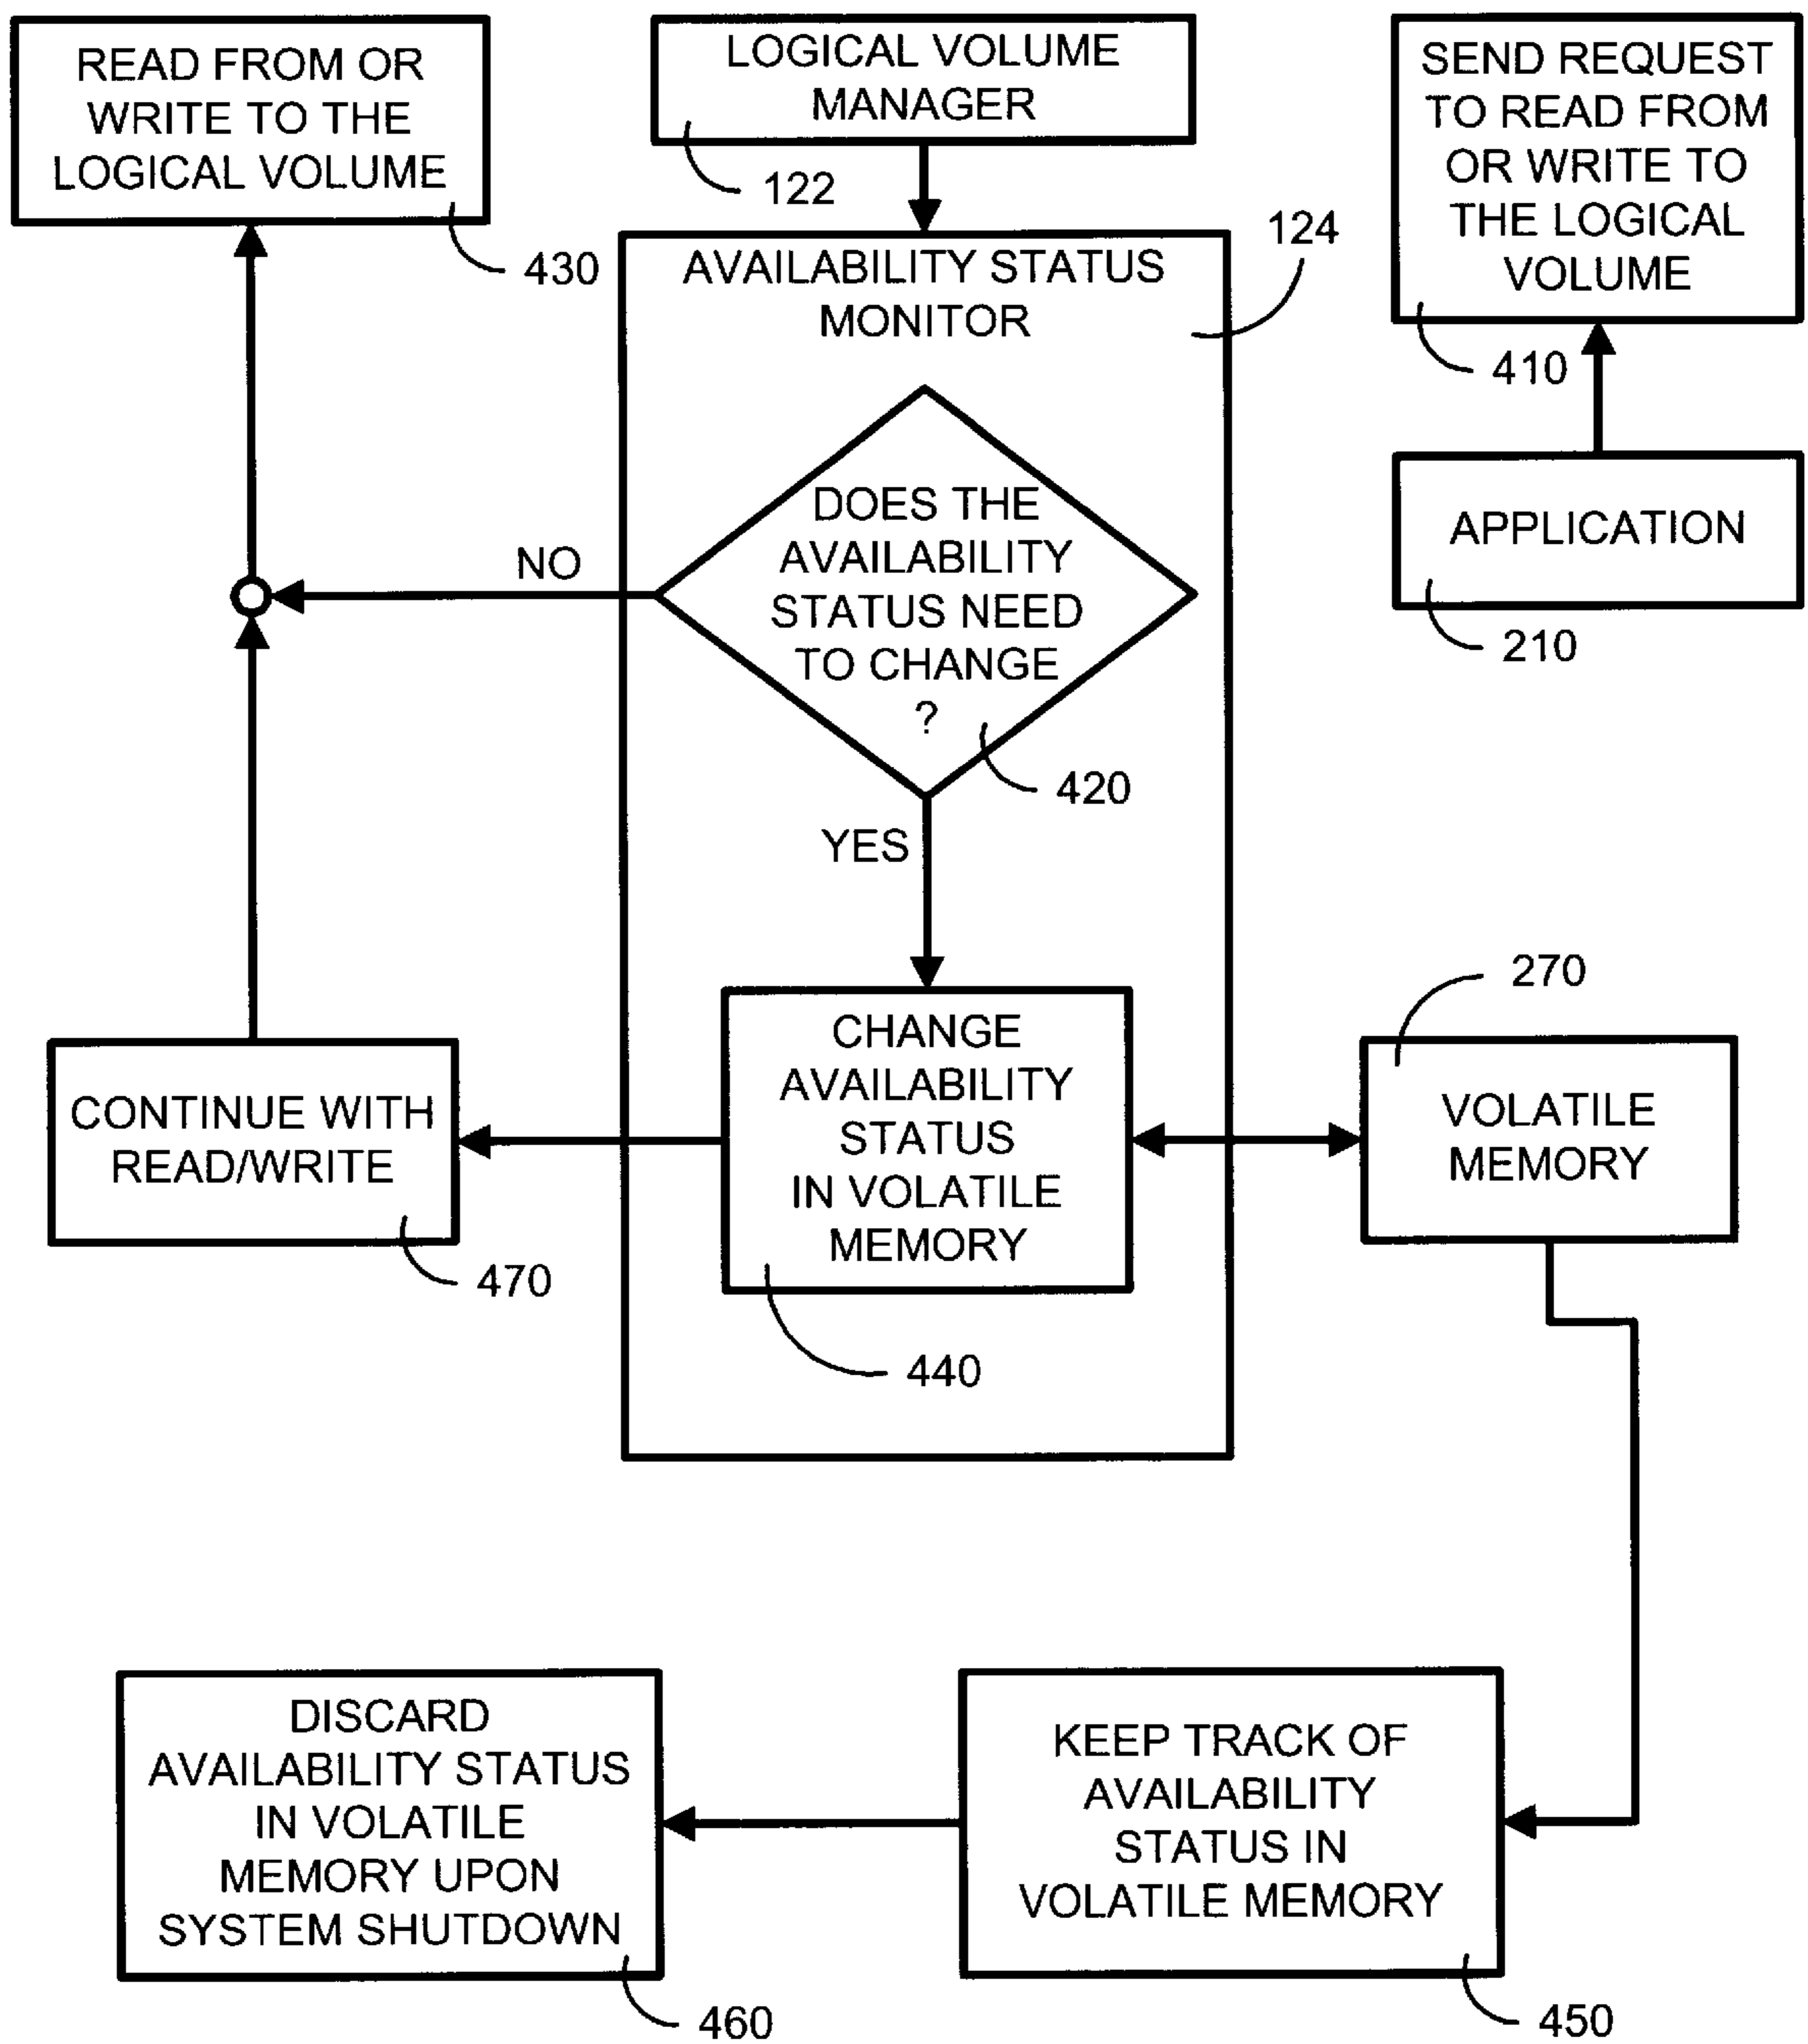 READ FROM OR
WRITE TO THE
LOGICAL VOLUME
430
LOGICAL VOLUME
MANAGER
122
SEND REQUEST
TO READ FROM
OR WRITE TO
THE LOGICAL
VOLUME
410
124
AVAILABILITY STATUS
MONITOR
APPLICATION
210
DOES THE
AVAILABILITY
STATUS NEED
TO CHANGE
?
420
NO
YES
CHANGE
AVAILABILITY
STATUS
IN VOLATILE
MEMORY
440
270
VOLATILE
MEMORY
CONTINUE WITH
READ/WRITE
470
DISCARD
AVAILABILITY STATUS
IN VOLATILE
MEMORY UPON
SYSTEM SHUTDOWN
460
KEEP TRACK OF
AVAILABILITY
STATUS IN
VOLATILE MEMORY
450